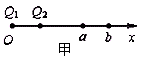 Q₁ Q₂
O a b x
甲